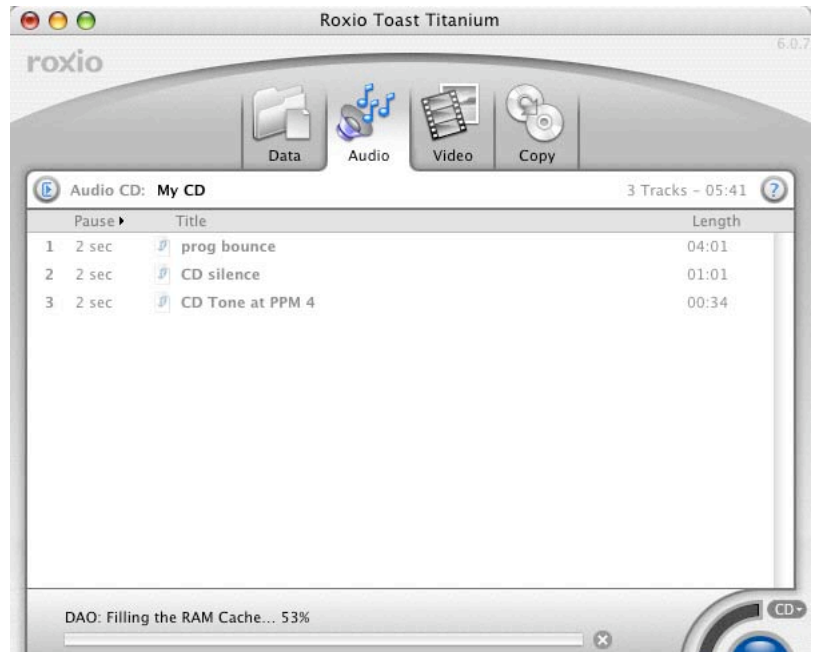 Roxio Toast Titanium
6.0.7
roxio
Data Audio Video Copy
Audio CD: My CD 3 Tracks - 05:41 ?
Pause Title Length
1 2 sec prog bounce 04:01
2 2 sec CD silence 01:01
3 2 sec CD Tone at PPM 4 00:34
DAO: Filling the RAM Cache... 53%
CD